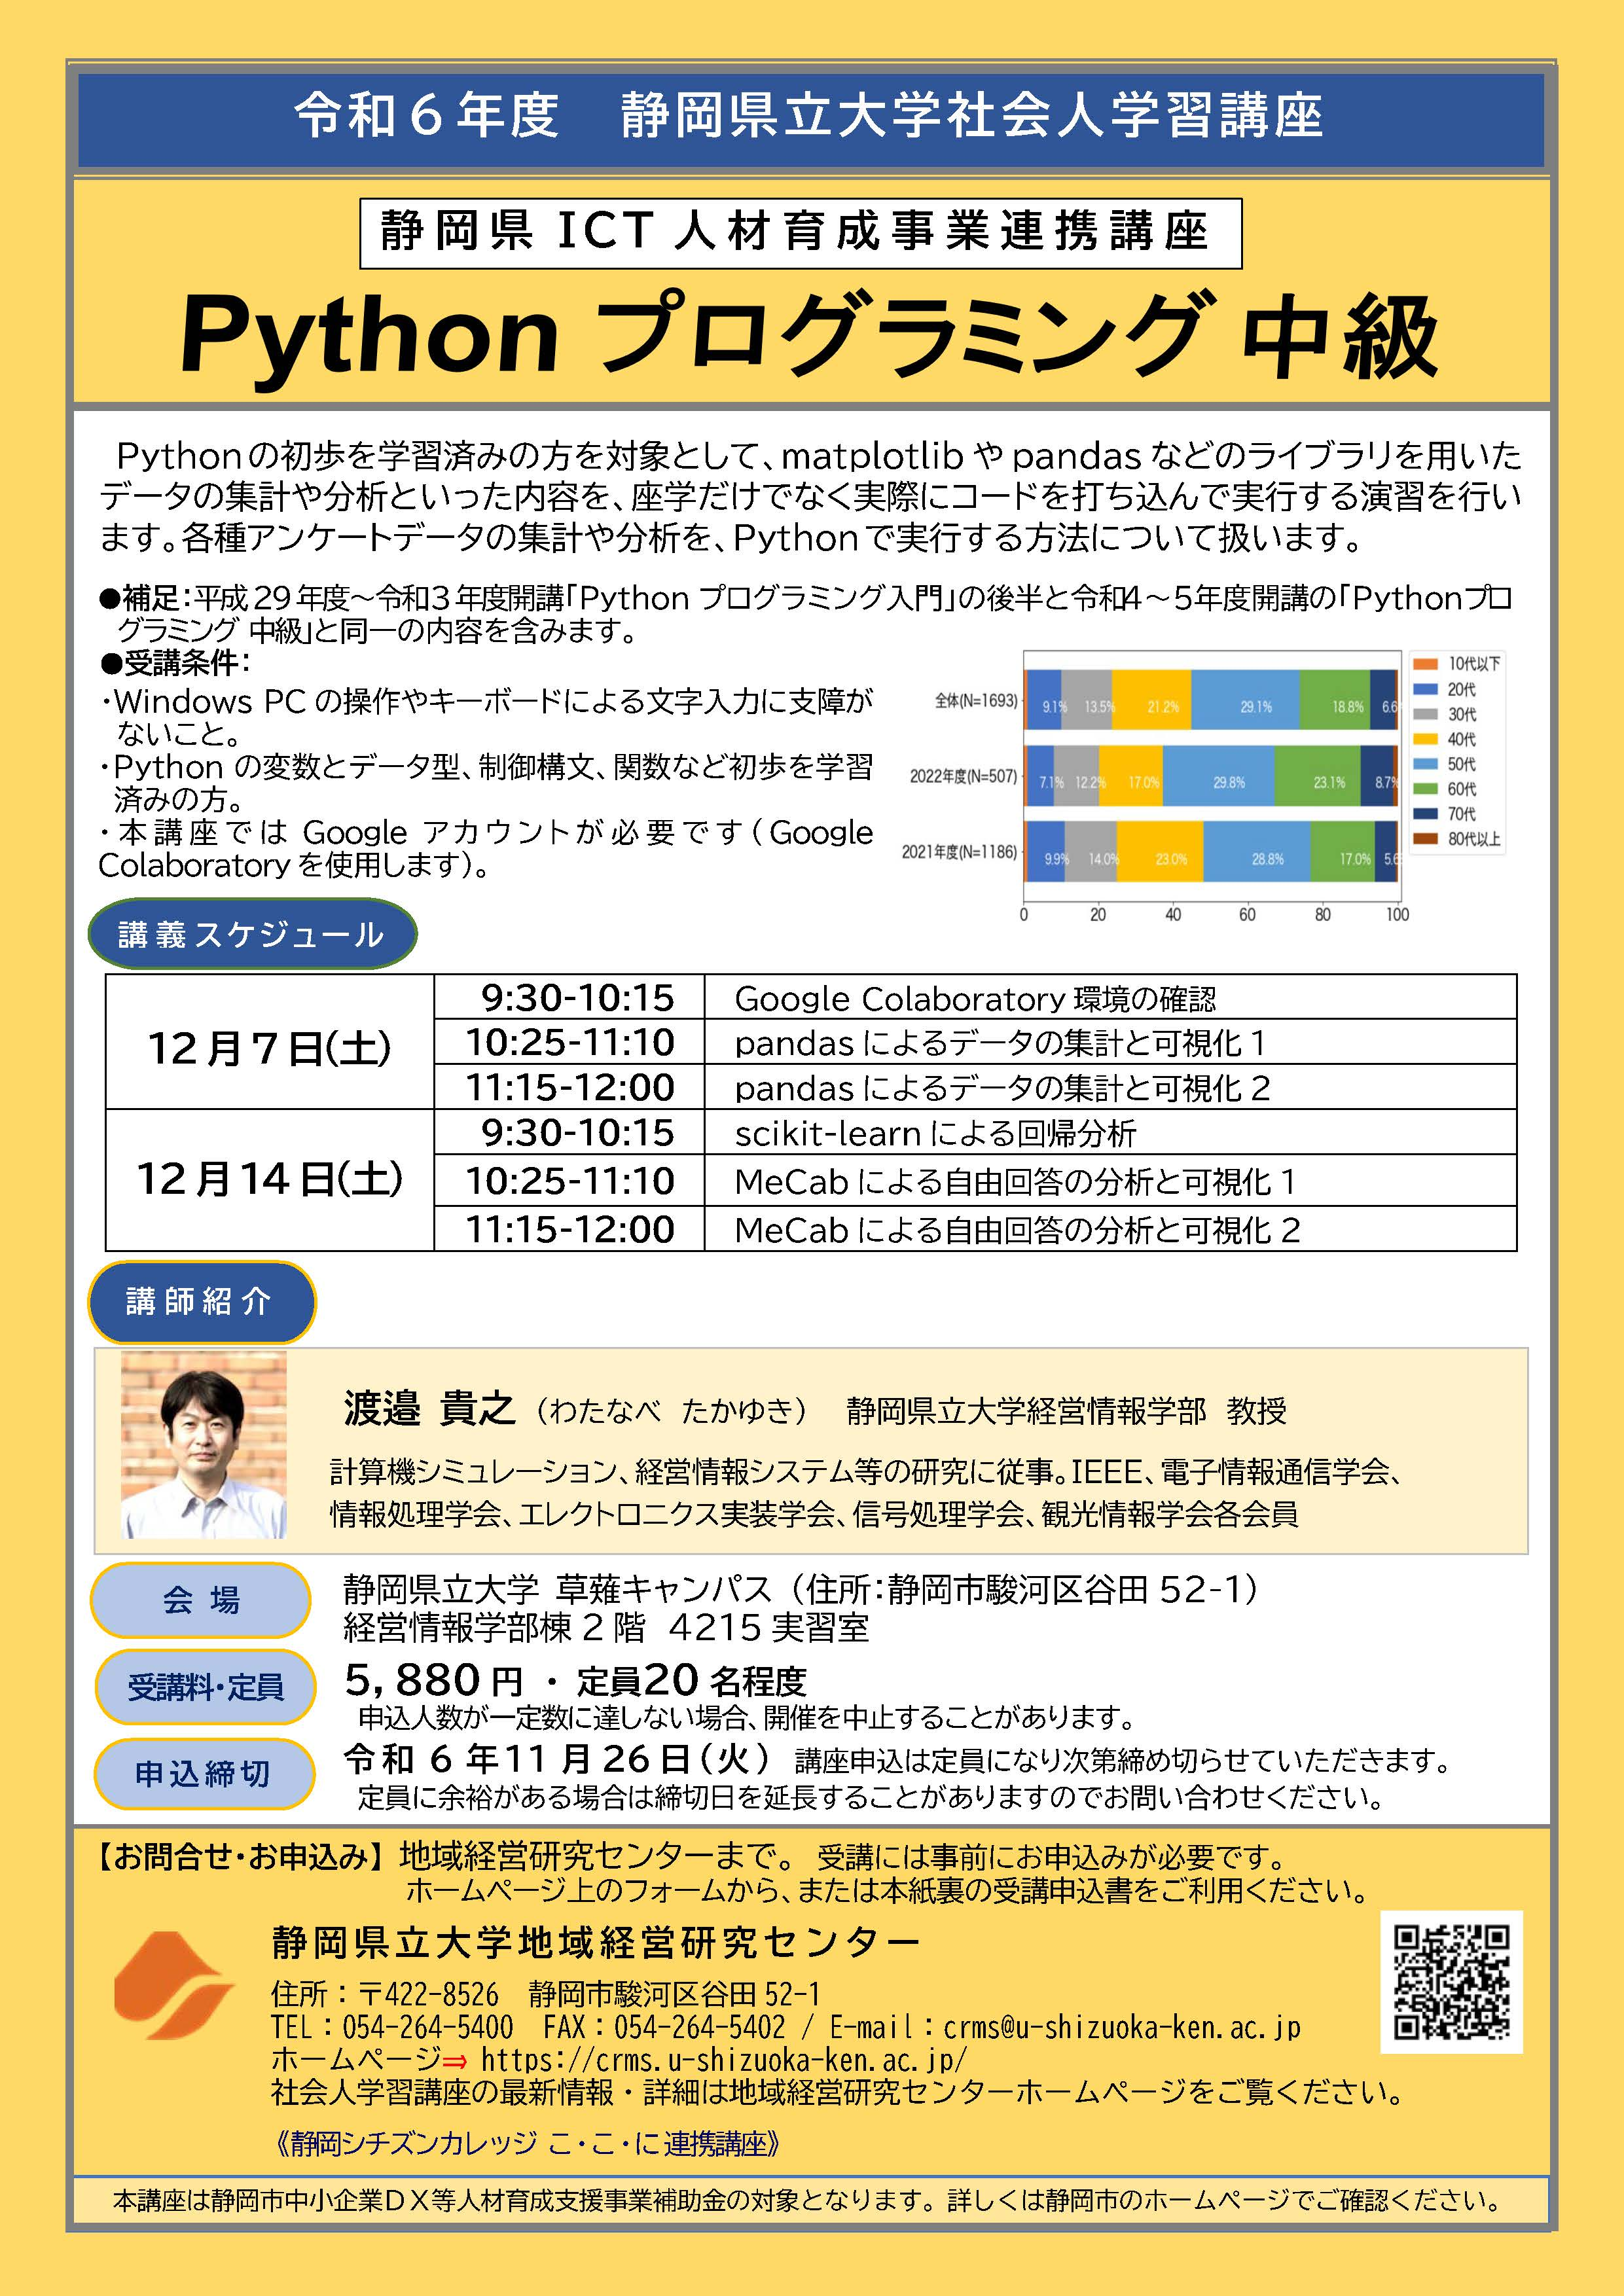 令和６年度　静岡県立大学社会人学習講座
静岡県 ICT 人材育成事業連携講座
Python プログラミング 中級
Pythonの初歩を学習済みの方を対象として、matplotlib や pandas などのライブラリを用いた
データの集計や分析といった内容を、座学だけでなく実際にコードを打ち込んで実行する演習を行い
ます。各種アンケートデータの集計や分析を、Pythonで実行する方法について扱います。
●補足：平成29年度～令和3年度開講「Python プログラミング入門」の後半と令和4～5年度開講の「Pythonプロ
グラミング 中級」と同一の内容を含みます。
●受講条件：
・Windows PC の操作やキーボードによる文字入力に支障が
ないこと。
・Python の変数とデータ型、制御構文、関数など初歩を学習
済みの方。
・本講座では Google アカウントが必要です（Google
Colaboratory を使用します）。
全体(N=1693) 9.1% 13.5% 21.2% 29.1% 18.8% 6.6
2022年度(N=507) 7.1% 12.2% 17.0% 29.8% 23.1% 8.7%
2021年度(N=1186) 9.9% 14.0% 23.0% 28.8% 17.0% 5.6
0 20 40 60 80 100
10代以下
20代
30代
40代
50代
60代
70代
80代以上
講義スケジュール
12月7日(土)
9:30-10:15 Google Colaboratory 環境の確認
10:25-11:10 pandas によるデータの集計と可視化 1
11:15-12:00 pandas によるデータの集計と可視化 2
12月14日(土)
9:30-10:15 scikit-learn による回帰分析
10:25-11:10 MeCab による自由回答の分析と可視化 1
11:15-12:00 MeCab による自由回答の分析と可視化 2
講師紹介
渡邉 貴之（わたなべ たかゆき）　静岡県立大学経営情報学部 教授
計算機シミュレーション、経営情報システム等の研究に従事。IEEE、電子情報通信学会、
情報処理学会、エレクトロニクス実装学会、信号処理学会、観光情報学会各会員
会 場
静岡県立大学 草薙キャンパス（住所：静岡市駿河区谷田 52-1）
経営情報学部棟 2 階 4215 実習室
受講料・定員
5,880 円 ・ 定員20 名程度
申込人数が一定数に達しない場合、開催を中止することがあります。
申込締切
令和 6 年11 月 26 日（火） 講座申込は定員になり次第締め切らせていただきます。
定員に余裕がある場合は締切日を延長することがありますのでお問い合わせください。
【お問合せ・お申込み】 地域経営研究センターまで。 受講には事前にお申込みが必要です。
ホームページ上のフォームから、または本紙裏の受講申込書をご利用ください。
静岡県立大学地域経営研究センター
住所：〒422-8526　静岡市駿河区谷田 52-1
TEL：054-264-5400　FAX：054-264-5402 / E-mail：crms@u-shizuoka-ken.ac.jp
ホームページ⇒ https://crms.u-shizuoka-ken.ac.jp/
社会人学習講座の最新情報・詳細は地域経営研究センターホームページをご覧ください。
《静岡シチズンカレッジ こ・こ・に 連携講座》
本講座は静岡市中小企業ＤＸ等人材育成支援事業補助金の対象となります。詳しくは静岡市のホームページでご確認ください。